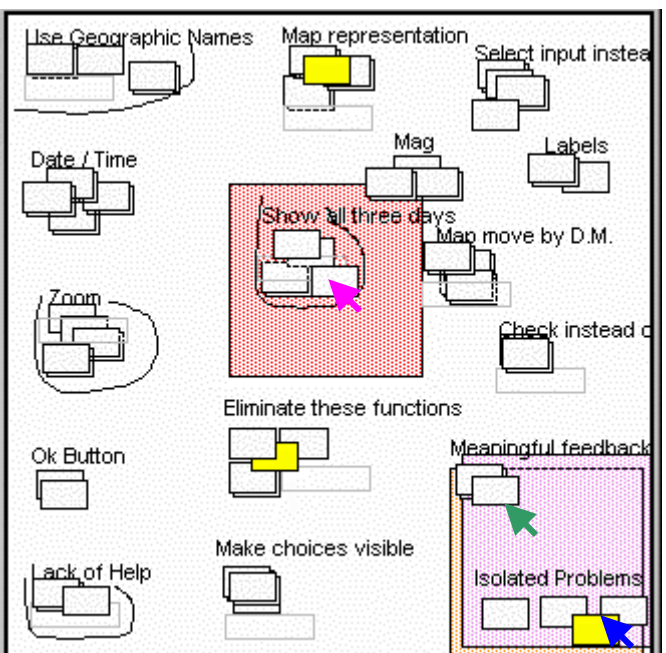 Use Geographic Names
Map representation
Select input instea
Mag
Labels
Date / Time
Show all three days
Map move by D.M.
Zoom
Check instead o
Eliminate these functions
Ok Button
Meaningful feedback
Make choices visible
Lack of Help
Isolated Problems